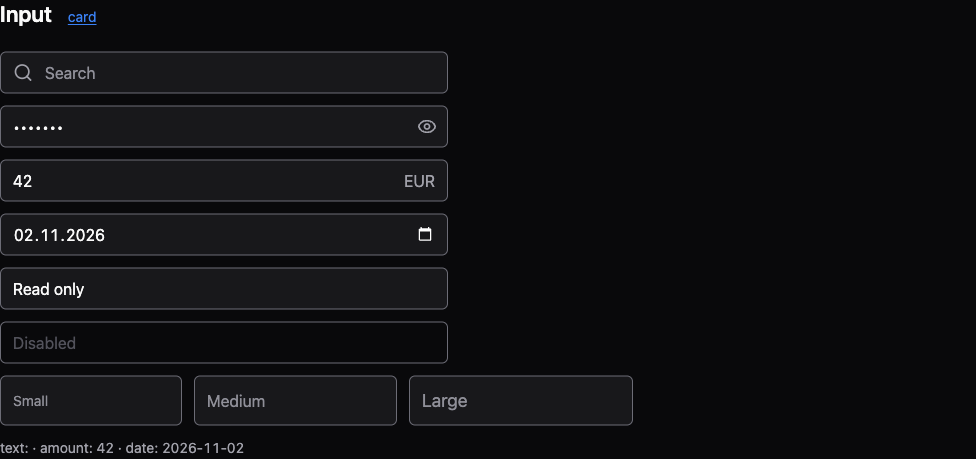 Input card
Search
•••••••
42 EUR
02.11.2026
Read only
Disabled
Small Medium Large
text: · amount: 42 · date: 2026-11-02